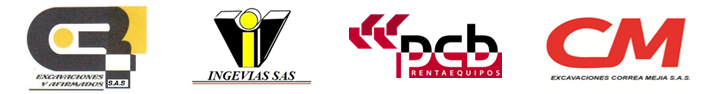 EXCAVACIONES
Y AFIRMADOS S.A.S
INGEVIAS SAS
pcb
RENTAEQUIPOS
CM
EXCAVACIONES CORREA MEJIA S.A.S.